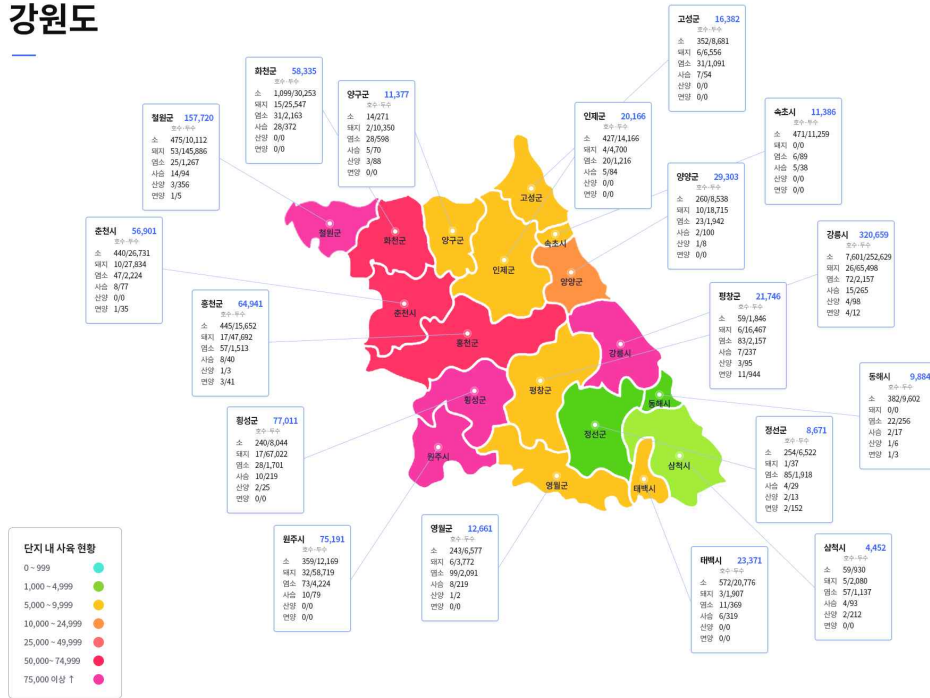 강원도
고성군 16,382
호수·두수
소 352/8,681
돼지 6/6,556
염소 31/1,091
사슴 7/54
산양 0/0
면양 0/0
화천군 58,335
호수·두수
소 1,099/30,253
돼지 15/25,547
염소 31/2,163
사슴 28/372
산양 0/0
면양 0/0
양구군 11,377
호수·두수
소 14/271
돼지 2/10,350
염소 28/598
사슴 5/70
산양 3/88
면양 0/0
철원군 157,720
호수·두수
소 475/10,112
돼지 53/145,886
염소 25/1,267
사슴 14/94
산양 3/356
면양 1/5
인제군 20,166
호수·두수
소 427/14,166
돼지 4/4,700
염소 20/1,216
사슴 5/84
산양 0/0
면양 0/0
속초시 11,386
호수·두수
소 471/11,259
돼지 0/0
염소 6/89
사슴 5/38
산양 0/0
면양 0/0
양양군 29,303
호수·두수
소 260/8,538
돼지 10/18,715
염소 23/1,942
사슴 2/100
산양 1/8
면양 0/0
춘천시 56,901
호수·두수
소 440/26,731
돼지 10/27,834
염소 47/2,224
사슴 8/77
산양 0/0
면양 1/35
강릉시 320,659
호수·두수
소 7,601/252,629
돼지 26/65,498
염소 72/2,157
사슴 15/265
산양 4/98
면양 4/12
홍천군 64,941
호수·두수
소 445/15,652
돼지 17/47,692
염소 57/1,513
사슴 8/40
산양 1/3
면양 3/41
평창군 21,746
호수·두수
소 59/1,846
돼지 6/16,467
염소 83/2,157
사슴 7/237
산양 3/95
면양 11/944
동해시 9,884
호수·두수
소 382/9,602
돼지 0/0
염소 22/256
사슴 2/17
산양 1/6
면양 1/3
횡성군 77,011
호수·두수
소 240/8,044
돼지 17/67,022
염소 28/1,701
사슴 10/219
산양 2/25
면양 0/0
정선군 8,671
호수·두수
소 254/6,522
돼지 1/37
염소 85/1,918
사슴 4/29
산양 2/13
면양 2/152
원주시 75,191
호수·두수
소 359/12,169
돼지 32/58,719
염소 73/4,224
사슴 10/79
산양 0/0
면양 0/0
영월군 12,661
호수·두수
소 243/6,577
돼지 6/3,772
염소 99/2,091
사슴 8/219
산양 1/2
면양 0/0
태백시 23,371
호수·두수
소 572/20,776
돼지 3/1,907
염소 11/369
사슴 6/319
산양 0/0
면양 0/0
삼척시 4,452
호수·두수
소 59/930
돼지 5/2,080
염소 57/1,137
사슴 4/93
산양 2/212
면양 0/0
고성군
철원군
화천군
양구군
속초시
인제군
양양군
춘천시
홍천군
강릉시
평창군
횡성군
동해시
정선군
원주시
삼척시
영월군
태백시
단지 내 사육 현황
0 ~ 999
1,000 ~ 4,999
5,000 ~ 9,999
10,000 ~ 24,999
25,000 ~ 49,999
50,000~ 74,999
75,000 이상 ↑